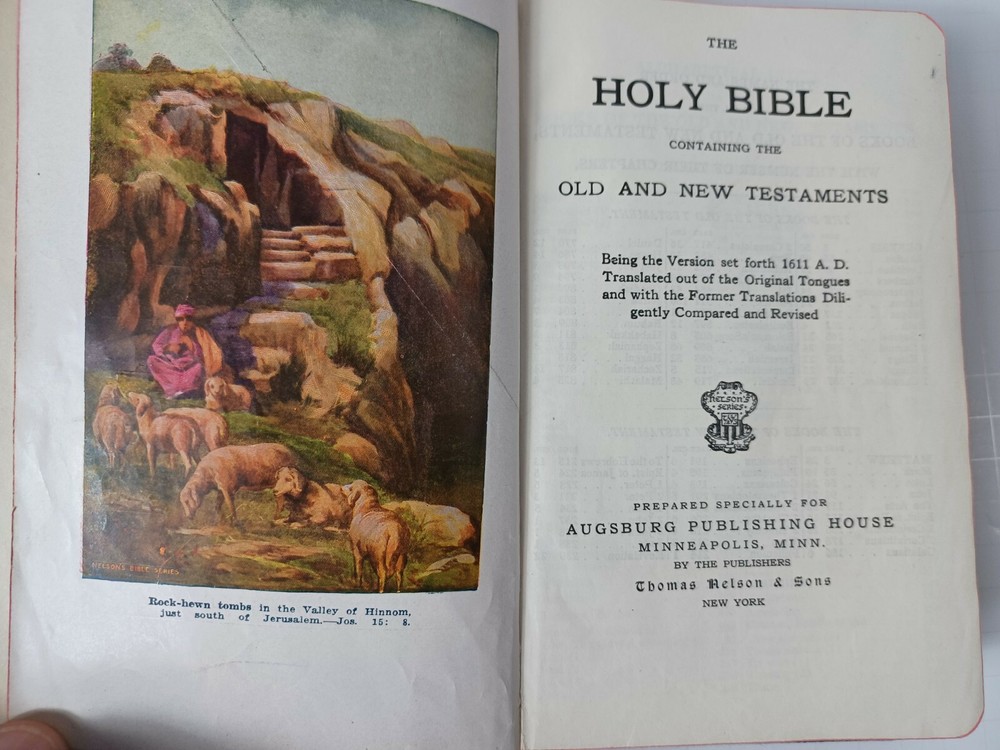 NELSON'S BIBLE SERIES
Rock-hewn tombs in the Valley of Hinnom,
just south of Jerusalem.—Jos. 15: 8.
THE
HOLY BIBLE
CONTAINING THE
OLD AND NEW TESTAMENTS
Being the Version set forth 1611 A. D.
Translated out of the Original Tongues
and with the Former Translations Dili-
gently Compared and Revised
NELSON'S
SERIES
PREPARED SPECIALLY FOR
AUGSBURG PUBLISHING HOUSE
MINNEAPOLIS, MINN.
BY THE PUBLISHERS
Thomas Nelson & Sons
NEW YORK